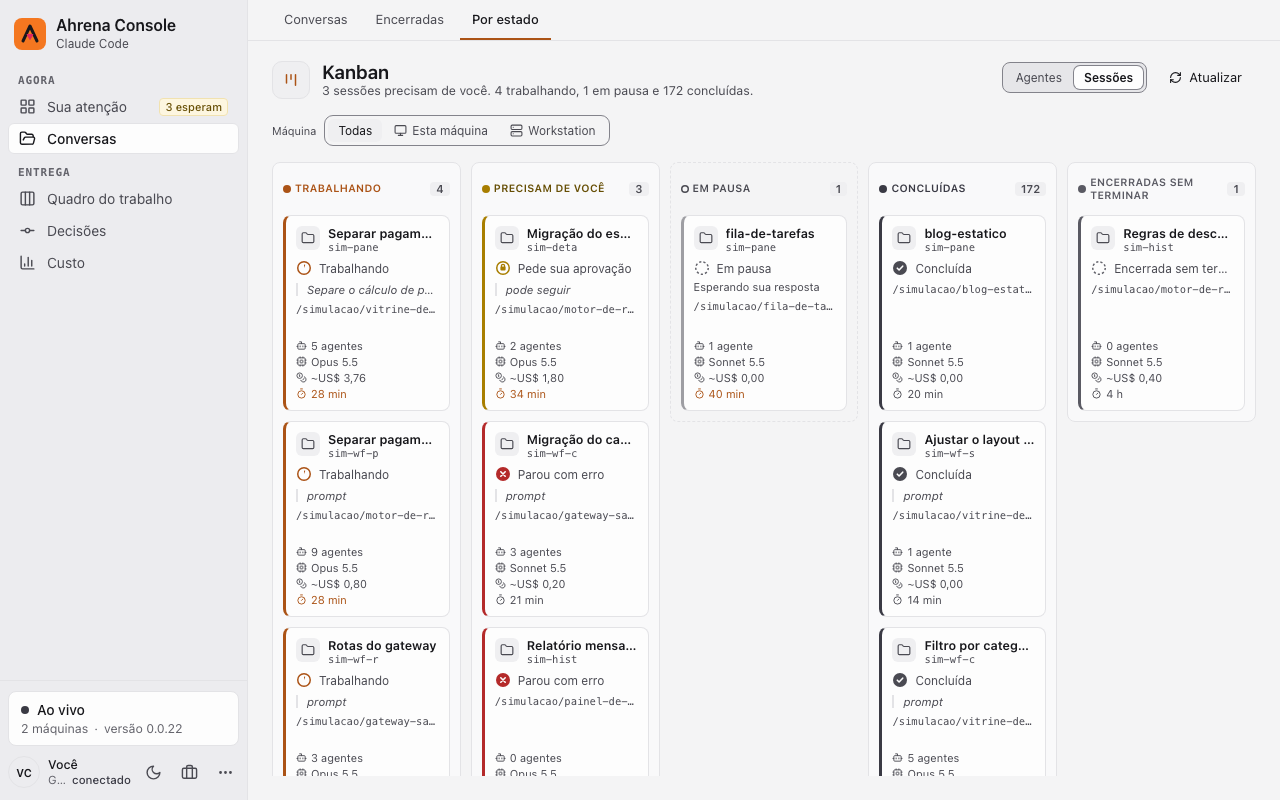 Ahrena Console
Claude Code
AGORA
Sua atenção
3 esperam
Conversas
ENTREGA
Quadro do trabalho
Decisões
Custo
Ao vivo
2 máquinas · versão 0.0.22
VC
Você
G... conectado
Conversas
Encerradas
Por estado
Kanban
3 sessões precisam de você. 4 trabalhando, 1 em pausa e 172 concluídas.
Agentes
Sessões
Atualizar
Máquina
Todas
Esta máquina
Workstation
TRABALHANDO
4
Separar pagam...
sim-pane
Trabalhando
Separe o cálculo de p...
/simulacao/vitrine-de…
5 agentes
Opus 5.5
~US$ 3,76
28 min
Separar pagam...
sim-wf-p
Trabalhando
prompt
/simulacao/motor-de-r…
9 agentes
Opus 5.5
~US$ 0,80
28 min
Rotas do gateway
sim-wf-r
Trabalhando
prompt
/simulacao/gateway-sa…
3 agentes
Opus 5.5
PRECISAM DE VOCÊ
3
Migração do es...
sim-deta
Pede sua aprovação
pode seguir
/simulacao/motor-de-r…
2 agentes
Opus 5.5
~US$ 1,80
34 min
Migração do ca...
sim-wf-c
Parou com erro
prompt
/simulacao/gateway-sa…
3 agentes
Sonnet 5.5
~US$ 0,20
21 min
Relatório mensa...
sim-hist
Parou com erro
/simulacao/painel-de-…
0 agentes
Opus 5.5
EM PAUSA
1
fila-de-tarefas
sim-pane
Em pausa
Esperando sua resposta
/simulacao/fila-de-ta…
1 agente
Sonnet 5.5
~US$ 0,00
40 min
CONCLUÍDAS
172
blog-estatico
sim-pane
Concluída
/simulacao/blog-estat…
1 agente
Sonnet 5.5
~US$ 0,00
20 min
Ajustar o layout ...
sim-wf-s
Concluída
prompt
/simulacao/vitrine-de…
1 agente
Sonnet 5.5
~US$ 0,00
14 min
Filtro por categ...
sim-wf-c
Concluída
prompt
/simulacao/vitrine-de…
5 agentes
Opus 5.5
ENCERRADAS SEM
TERMINAR
1
Regras de desc...
sim-hist
Encerrada sem ter...
/simulacao/motor-de-r…
0 agentes
Sonnet 5.5
~US$ 0,40
4 h